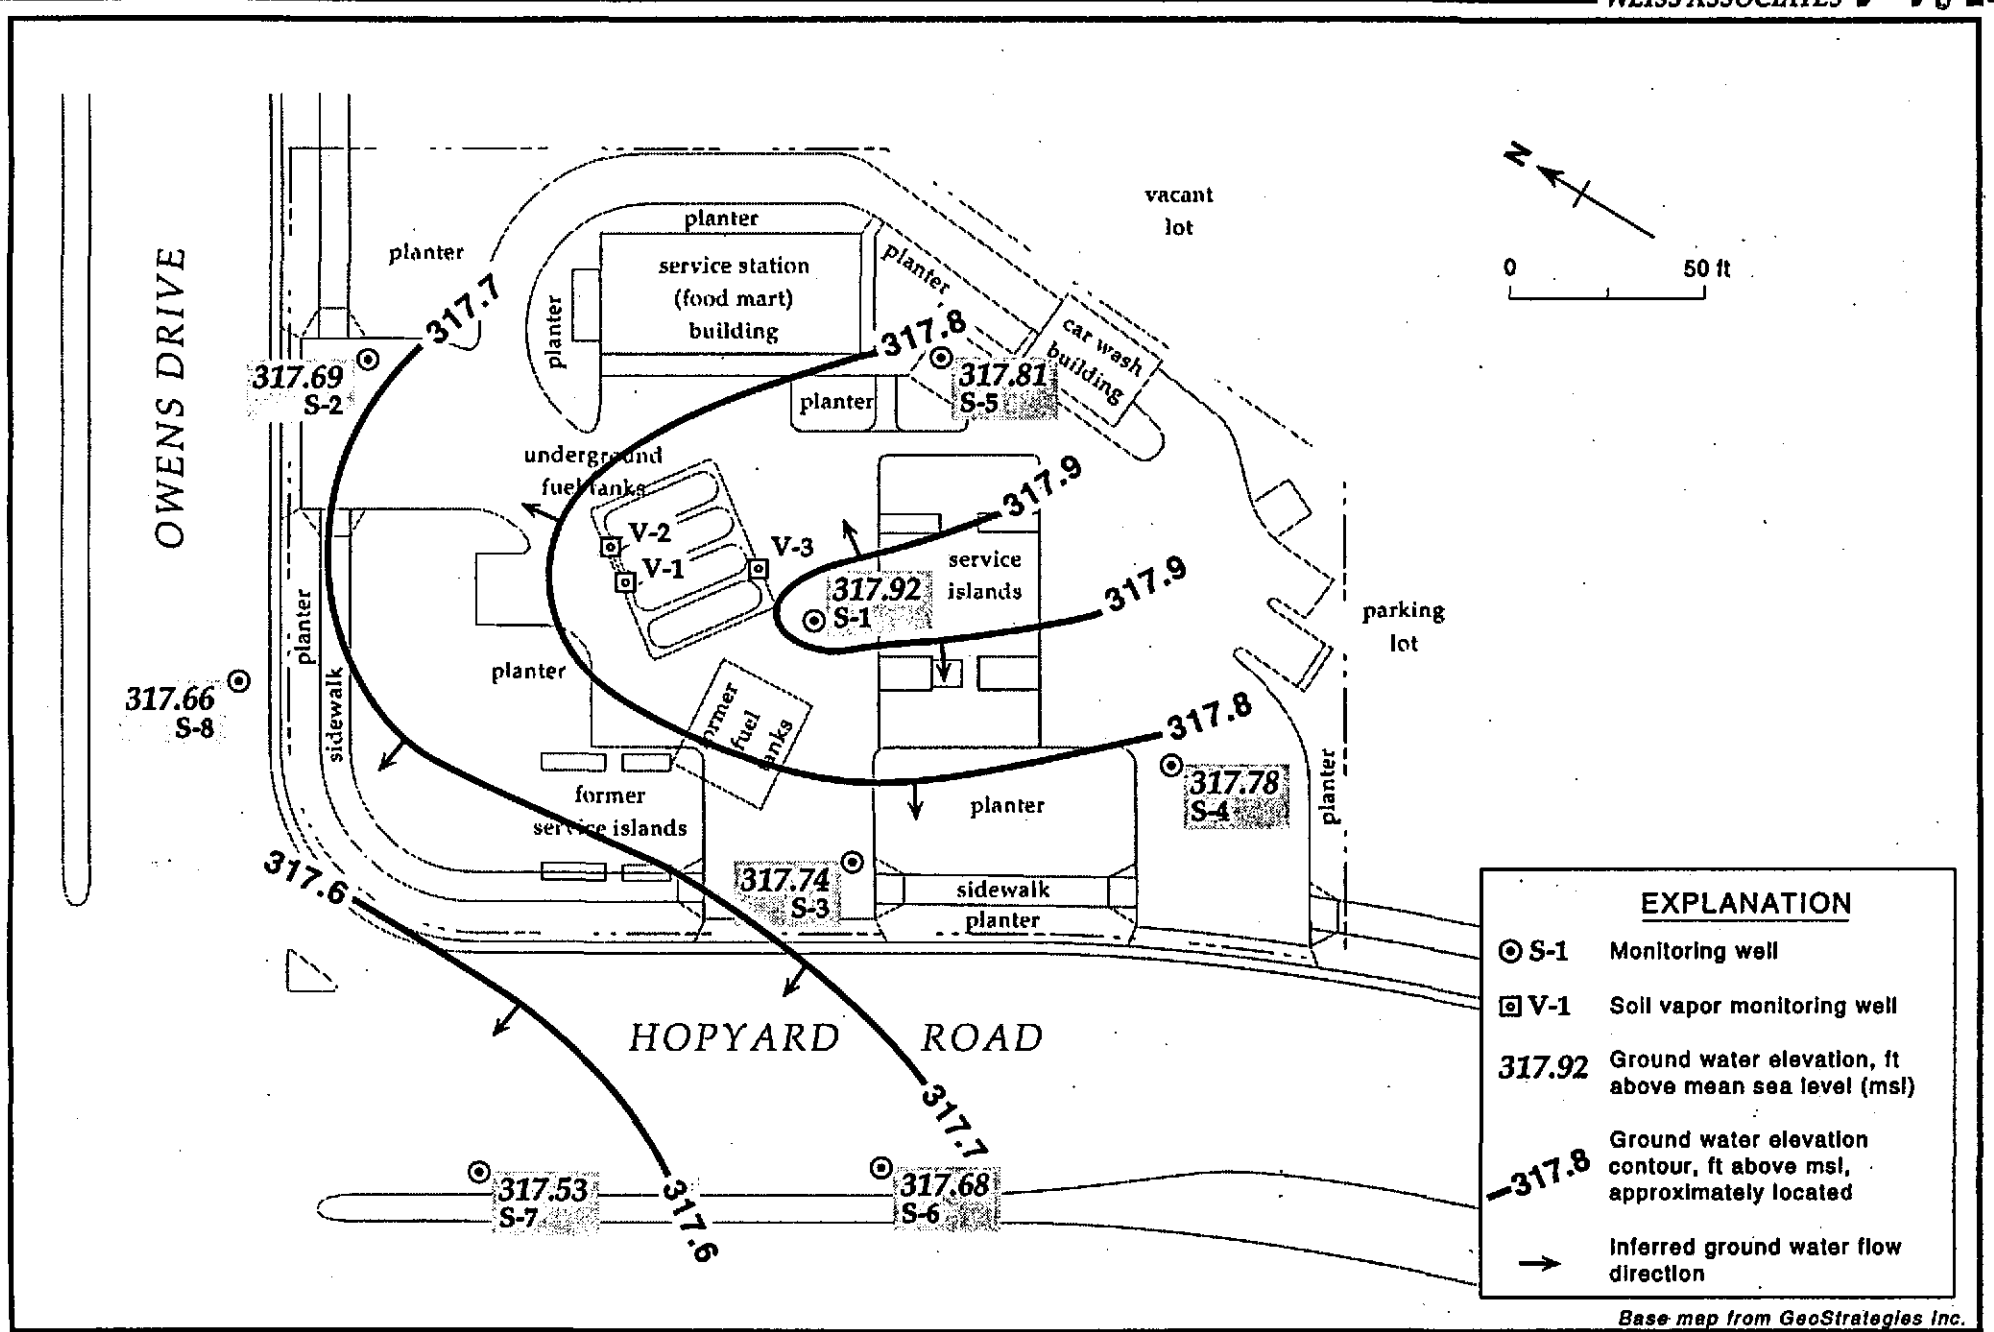 WEISS ASSOCIATES
N
0 50 ft
vacant
lot
planter
planter
service station
(food mart)
building
planter
planter
car wash
building
317.7
317.8
OWENS DRIVE
317.69
S-2
317.81
S-5
planter
underground
fuel tanks
317.9
V-2
V-1
V-3
317.92
S-1
service
islands
317.9
parking
lot
planter
sidewalk
planter
317.66
S-8
former
fuel
tanks
317.8
317.78
S-4
planter
former
service islands
planter
317.6
317.74
S-3
sidewalk
planter
HOPYARD ROAD
317.7
317.53
S-7
317.6
317.68
S-6
EXPLANATION
S-1 Monitoring well
V-1 Soil vapor monitoring well
317.92 Ground water elevation, ft
above mean sea level (msl)
317.8 Ground water elevation
contour, ft above msl,
approximately located
Inferred ground water flow
direction
Base map from GeoStrategies Inc.